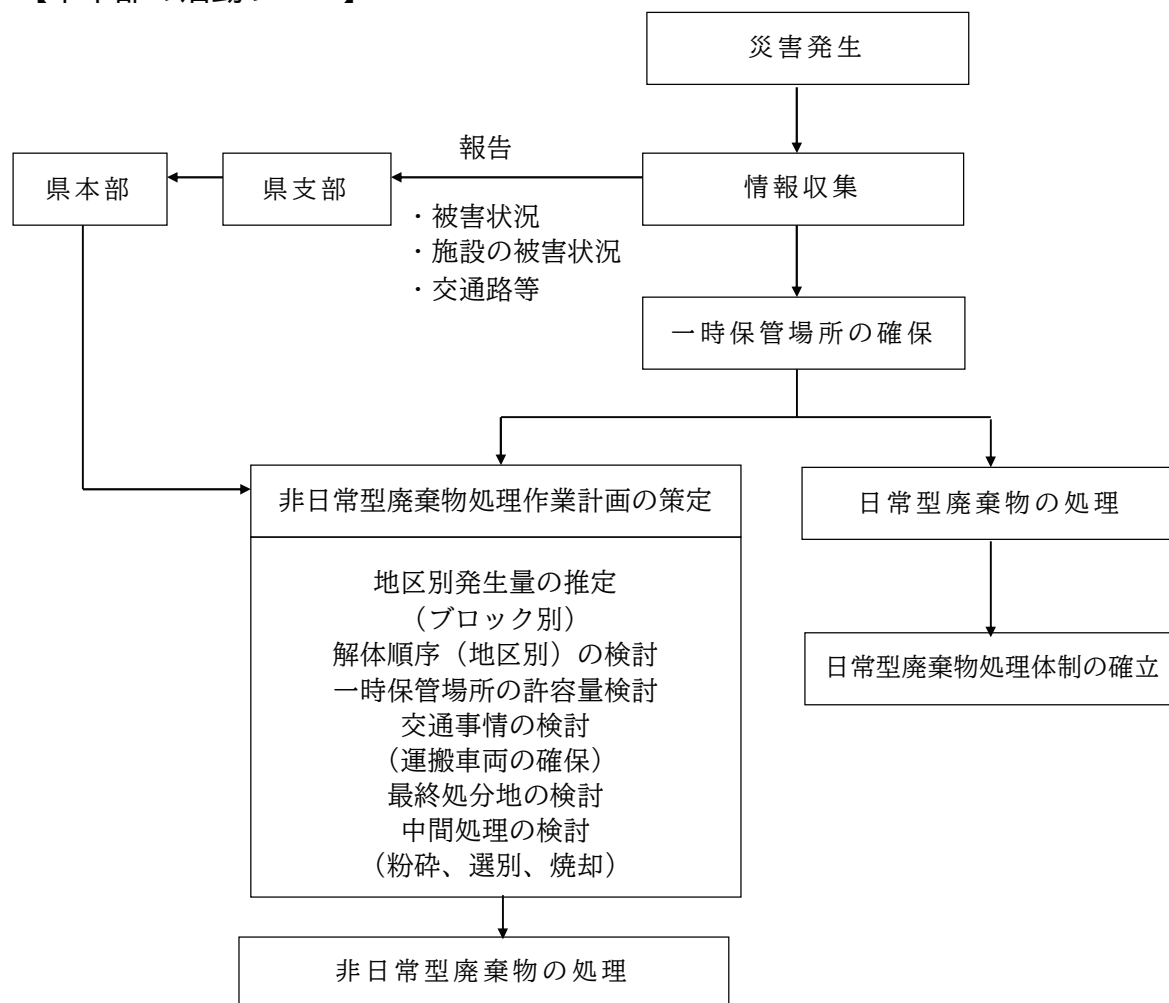 災害発生
報告
県本部
県支部
情報収集
・被害状況
・施設の被害状況
・交通路等
一時保管場所の確保
非日常型廃棄物処理作業計画の策定
日常型廃棄物の処理
地区別発生量の推定
（ブロック別）
解体順序（地区別）の検討
一時保管場所の許容量検討
交通事情の検討
（運搬車両の確保）
最終処分地の検討
中間処理の検討
（粉砕、選別、焼却）
日常型廃棄物処理体制の確立
非日常型廃棄物の処理